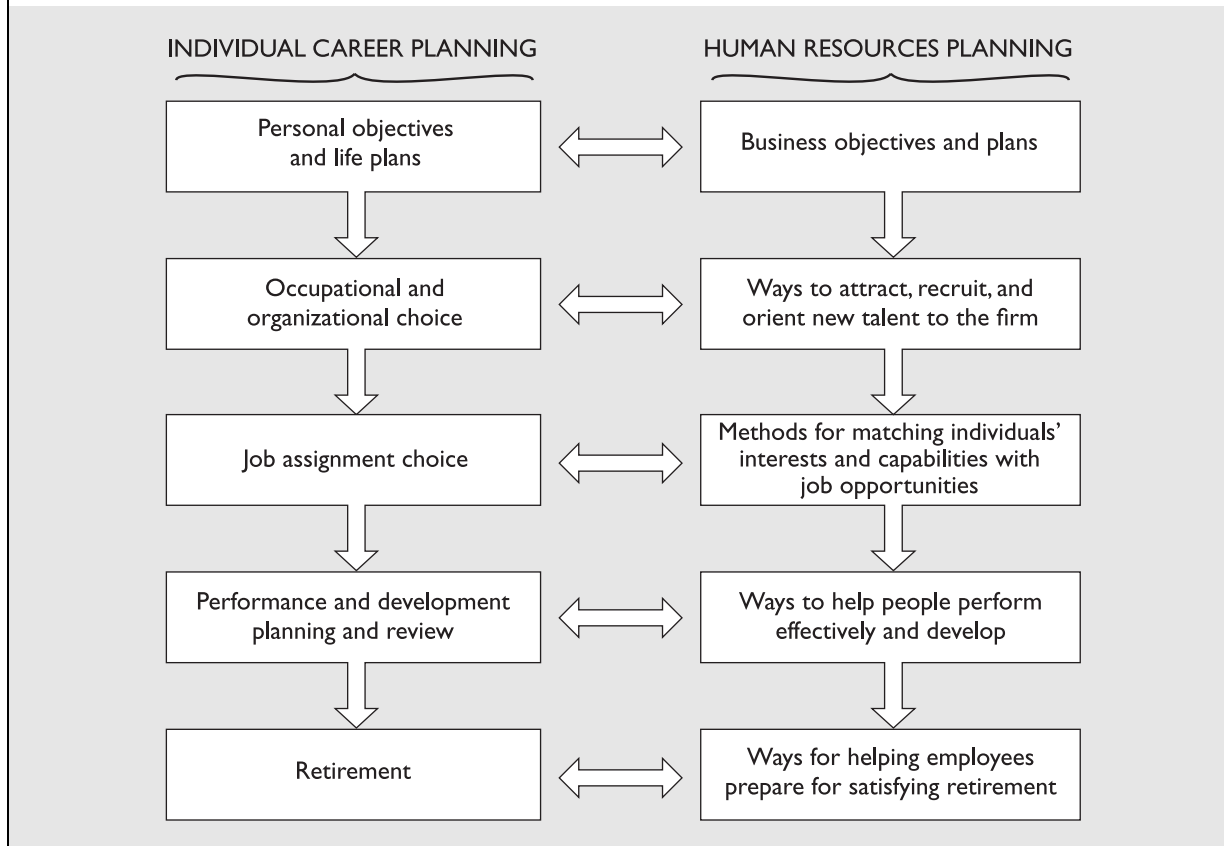 INDIVIDUAL CAREER PLANNING
HUMAN RESOURCES PLANNING
Personal objectives
and life plans
Business objectives and plans
Occupational and
organizational choice
Ways to attract, recruit, and
orient new talent to the firm
Job assignment choice
Methods for matching individuals’
interests and capabilities with
job opportunities
Performance and development
planning and review
Ways to help people perform
effectively and develop
Retirement
Ways for helping employees
prepare for satisfying retirement